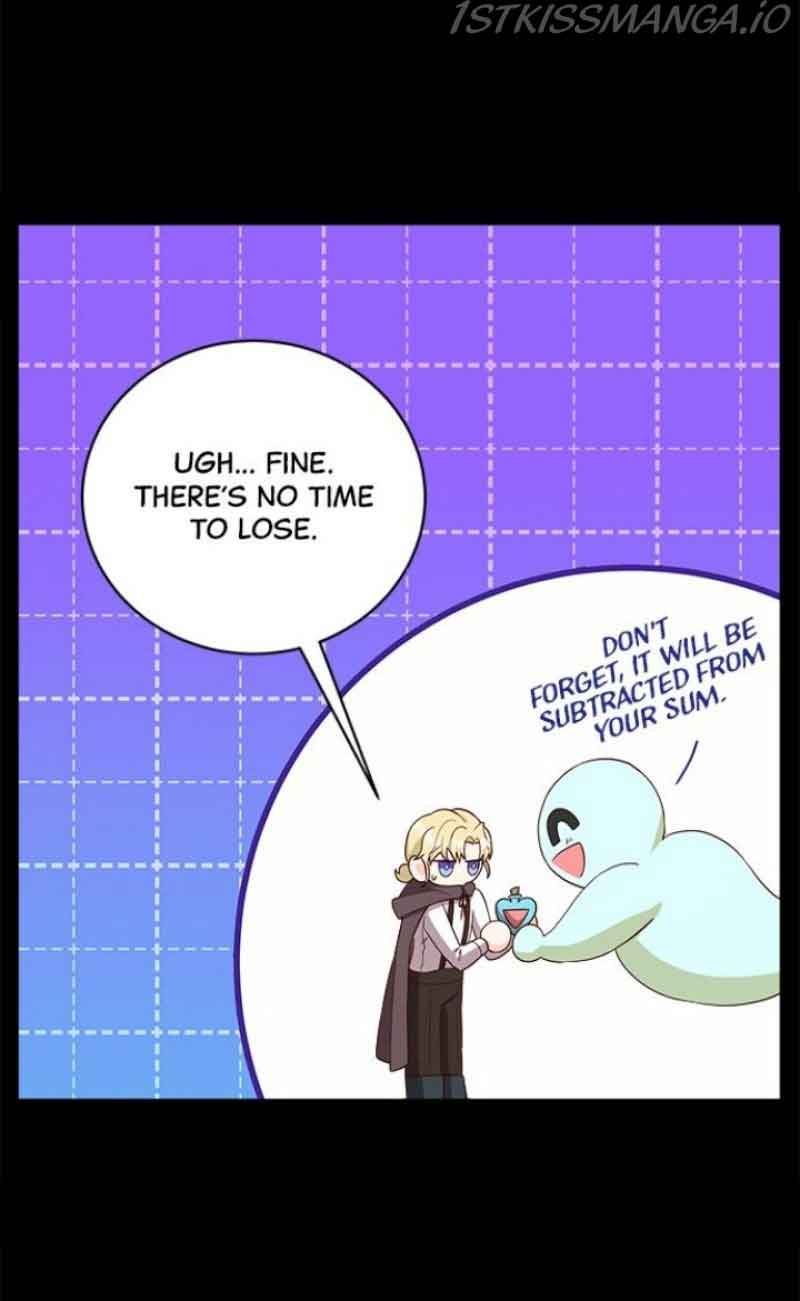 1STKISSMANGA.IO
UGH... FINE.
THERE'S NO TIME
TO LOSE.
DON'T
FORGET, IT WILL BE
SUBTRACTED FROM
YOUR SUM.